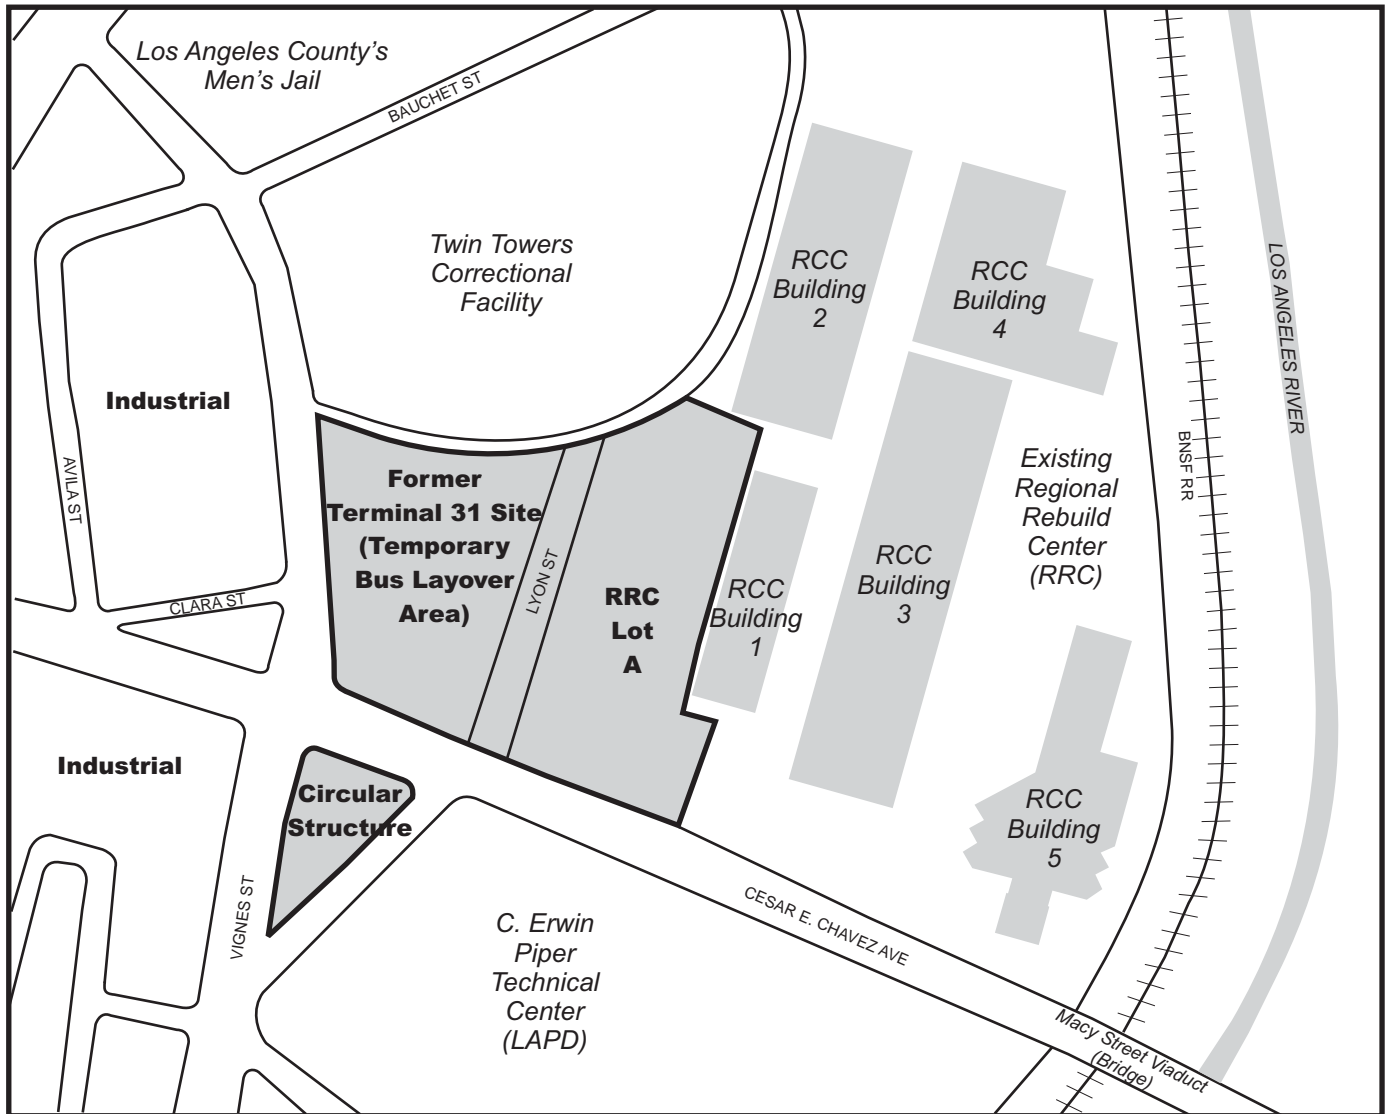 Los Angeles County's
Men's Jail
BAUCHET ST
Twin Towers
Correctional
Facility
RCC
Building
2
RCC
Building
4
LOS ANGELES RIVER
Industrial
AVILA ST
CLARA ST
Former
Terminal 31 Site
(Temporary
Bus Layover
Area)
LYON ST
RRC
Lot
A
RCC
Building
1
RCC
Building
3
Existing
Regional
Rebuild
Center
(RRC)
BNSF RR
Industrial
Circular
Structure
VIGNES ST
RCC
Building
5
C. Erwin
Piper
Technical
Center
(LAPD)
CESAR E. CHAVEZ AVE
Macy Street Viaduct
(Bridge)